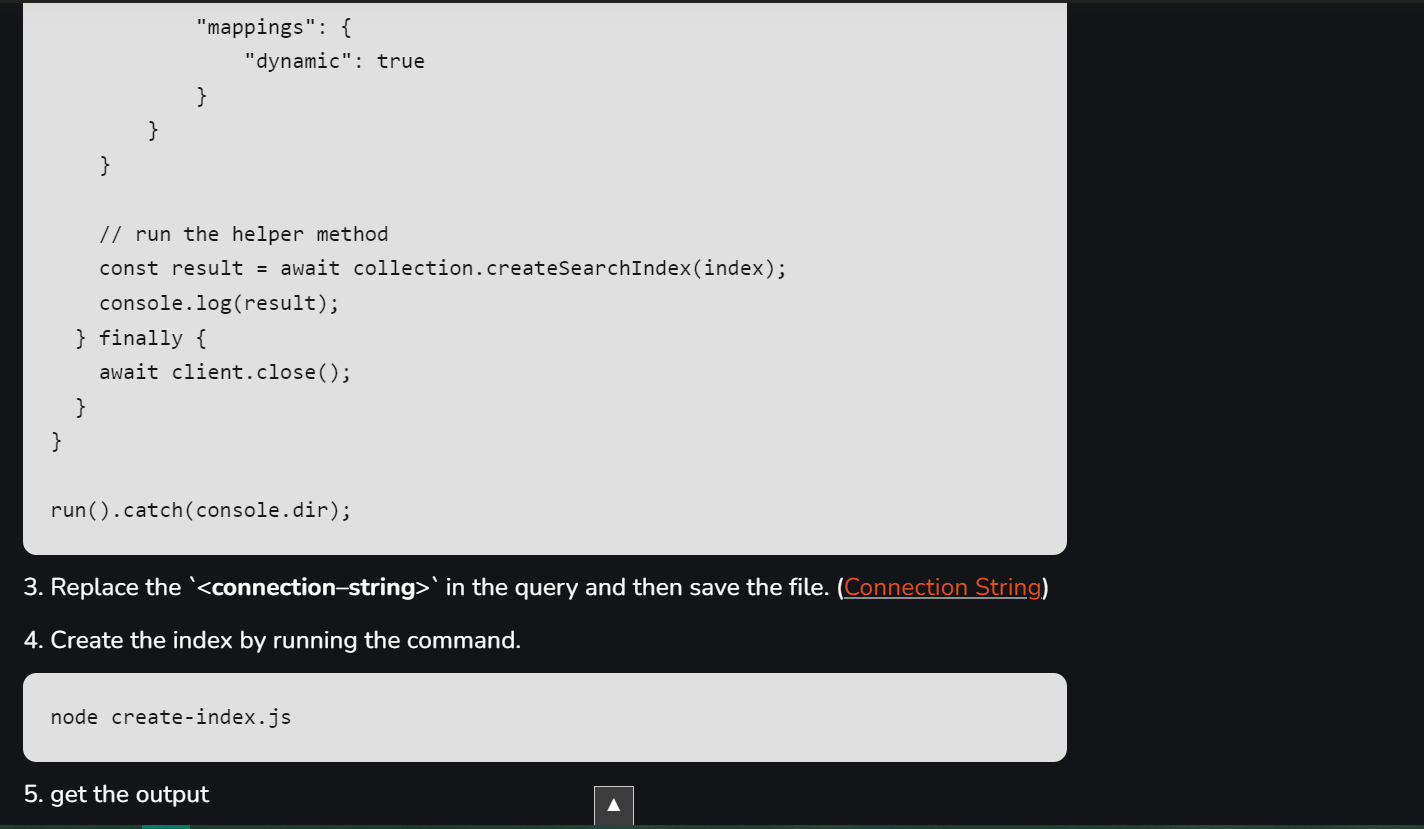 "mappings": {
"dynamic": true
}
}
}
// run the helper method
const result = await collection.createSearchIndex(index);
console.log(result);
} finally {
await client.close();
}
}
run().catch(console.dir);
3. Replace the `<connection–string>` in the query and then save the file. (Connection String)
4. Create the index by running the command.
node create-index.js
5. get the output